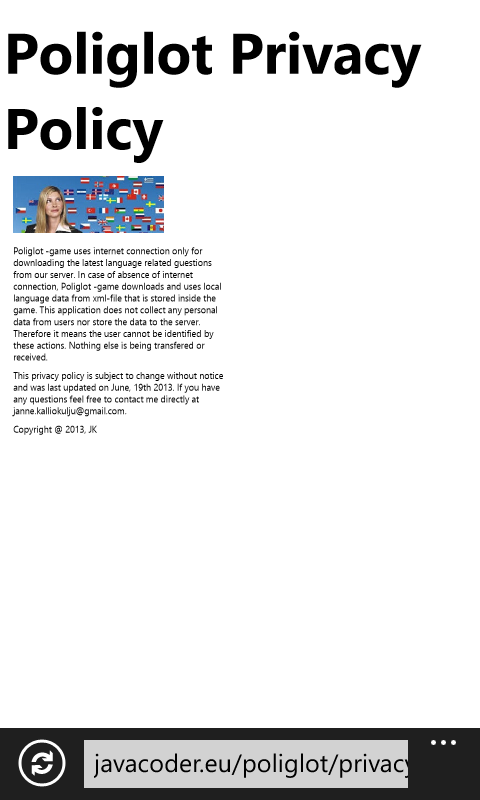 Poliglot Privacy
Policy
Poliglot -game uses internet connection only for
downloading the latest language related guestions
from our server. In case of absence of internet
connection, Poliglot -game downloads and uses local
language data from xml-file that is stored inside the
game. This application does not collect any personal
data from users nor store the data to the server.
Therefore it means the user cannot be identified by
these actions. Nothing else is being transfered or
received.
This privacy policy is subject to change without notice
and was last updated on June, 19th 2013. If you have
any questions feel free to contact me directly at
janne.kalliokulju@gmail.com.
Copyright @ 2013, JK
javacoder.eu/poliglot/privacy